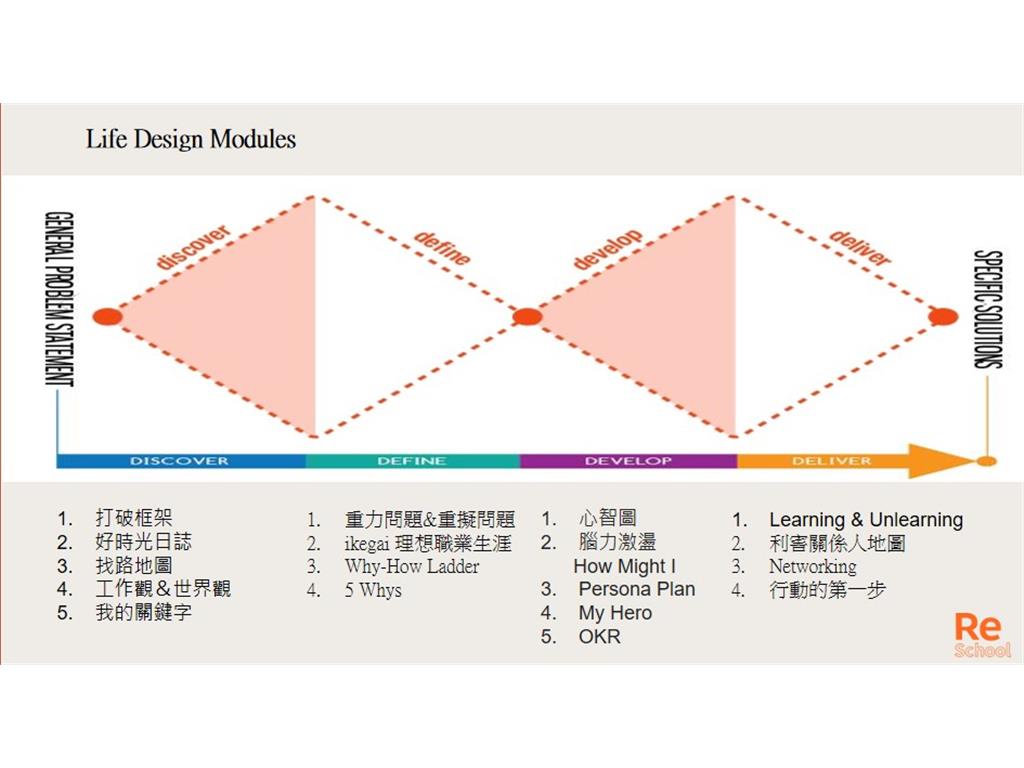 Life Design Modules
GENERAL PROBLEM STATEMENT
discover
define
develop
deliver
SPECIFIC SOLUTIONS
DISCOVER
DEFINE
DEVELOP
DELIVER
1. 打破框架
2. 好時光日誌
3. 找路地圖
4. 工作觀＆世界觀
5. 我的關鍵字
1. 重力問題&重擬問題
2. ikegai 理想職業生涯
3. Why-How Ladder
4. 5 Whys
1. 心智圖
2. 腦力激盪
How Might I
3. Persona Plan
4. My Hero
5. OKR
1. Learning & Unlearning
2. 利害關係人地圖
3. Networking
4. 行動的第一步
Re
School